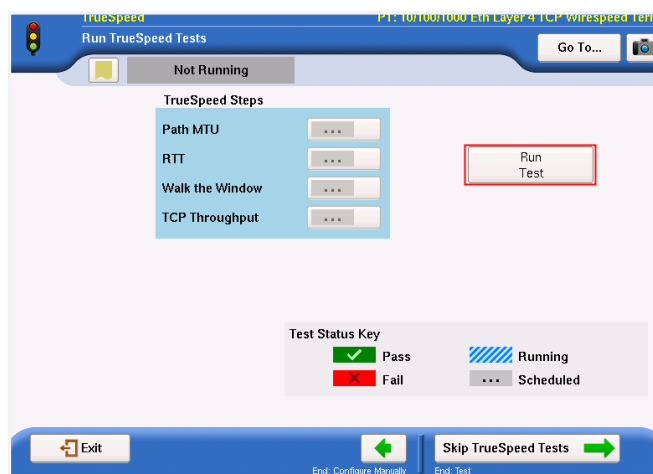 TrueSpeed
P1: 10/100/1000 Eth Layer 4 TCP Wirespeed Term
Run TrueSpeed Tests
Go To...
Not Running
TrueSpeed Steps
Path MTU
...
RTT
...
Walk the Window
...
TCP Throughput
...
Run
Test
Test Status Key
Pass
Running
Fail
... Scheduled
Exit
Skip TrueSpeed Tests
End: Configure Manually
End: Test